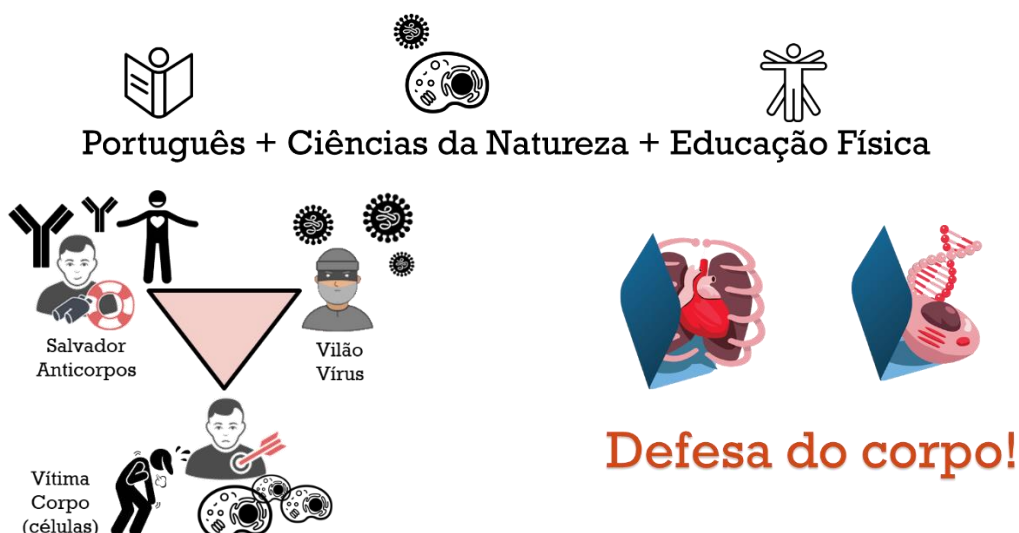 Português + Ciências da Natureza + Educação Física
Salvador
Anticorpos
Vilão
Vírus
Vítima
Corpo
(células)
Defesa do corpo!